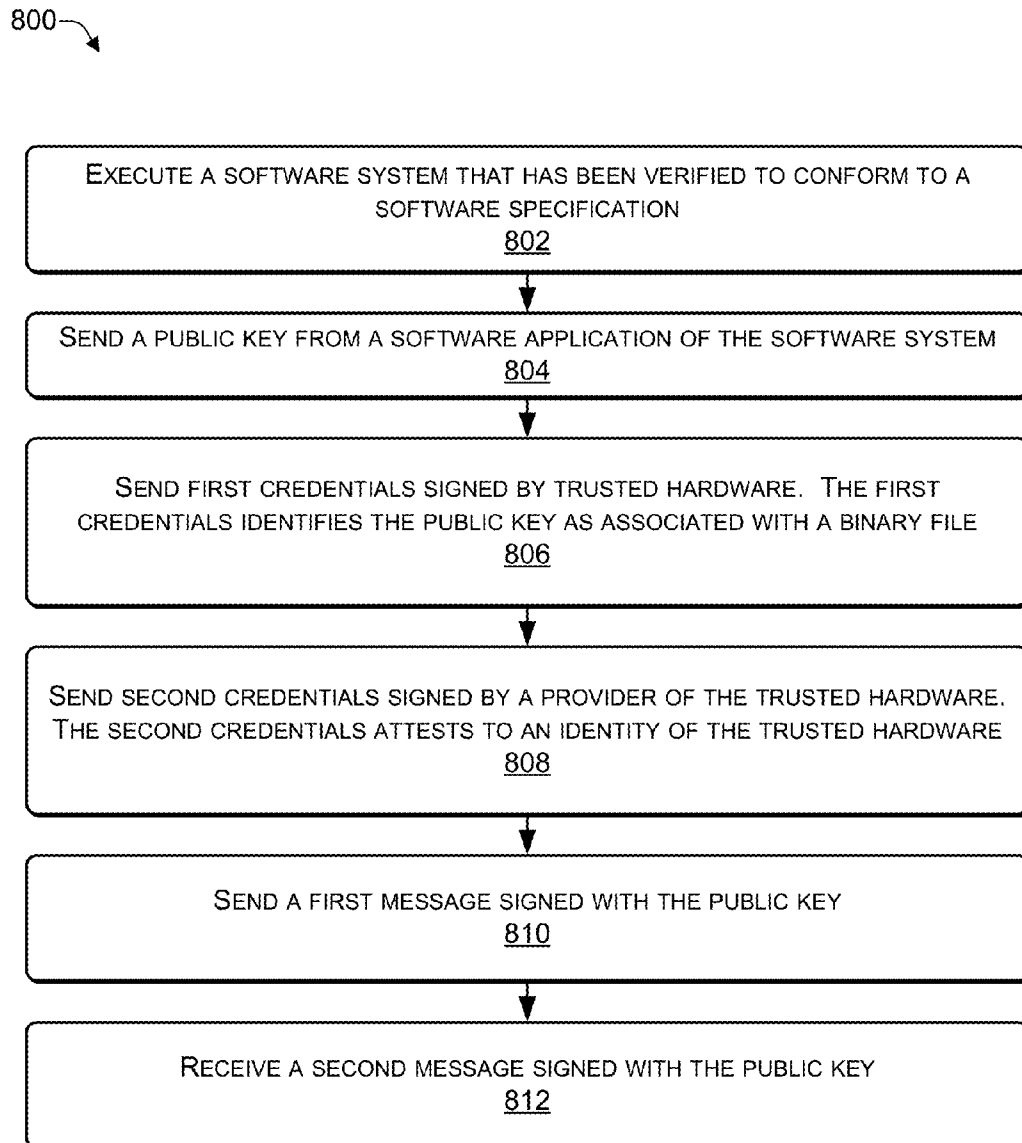 800
EXECUTE A SOFTWARE SYSTEM THAT HAS BEEN VERIFIED TO CONFORM TO A
SOFTWARE SPECIFICATION
802
SEND A PUBLIC KEY FROM A SOFTWARE APPLICATION OF THE SOFTWARE SYSTEM
804
SEND FIRST CREDENTIALS SIGNED BY TRUSTED HARDWARE. THE FIRST
CREDENTIALS IDENTIFIES THE PUBLIC KEY AS ASSOCIATED WITH A BINARY FILE
806
SEND SECOND CREDENTIALS SIGNED BY A PROVIDER OF THE TRUSTED HARDWARE.
THE SECOND CREDENTIALS ATTESTS TO AN IDENTITY OF THE TRUSTED HARDWARE
808
SEND A FIRST MESSAGE SIGNED WITH THE PUBLIC KEY
810
RECEIVE A SECOND MESSAGE SIGNED WITH THE PUBLIC KEY
812